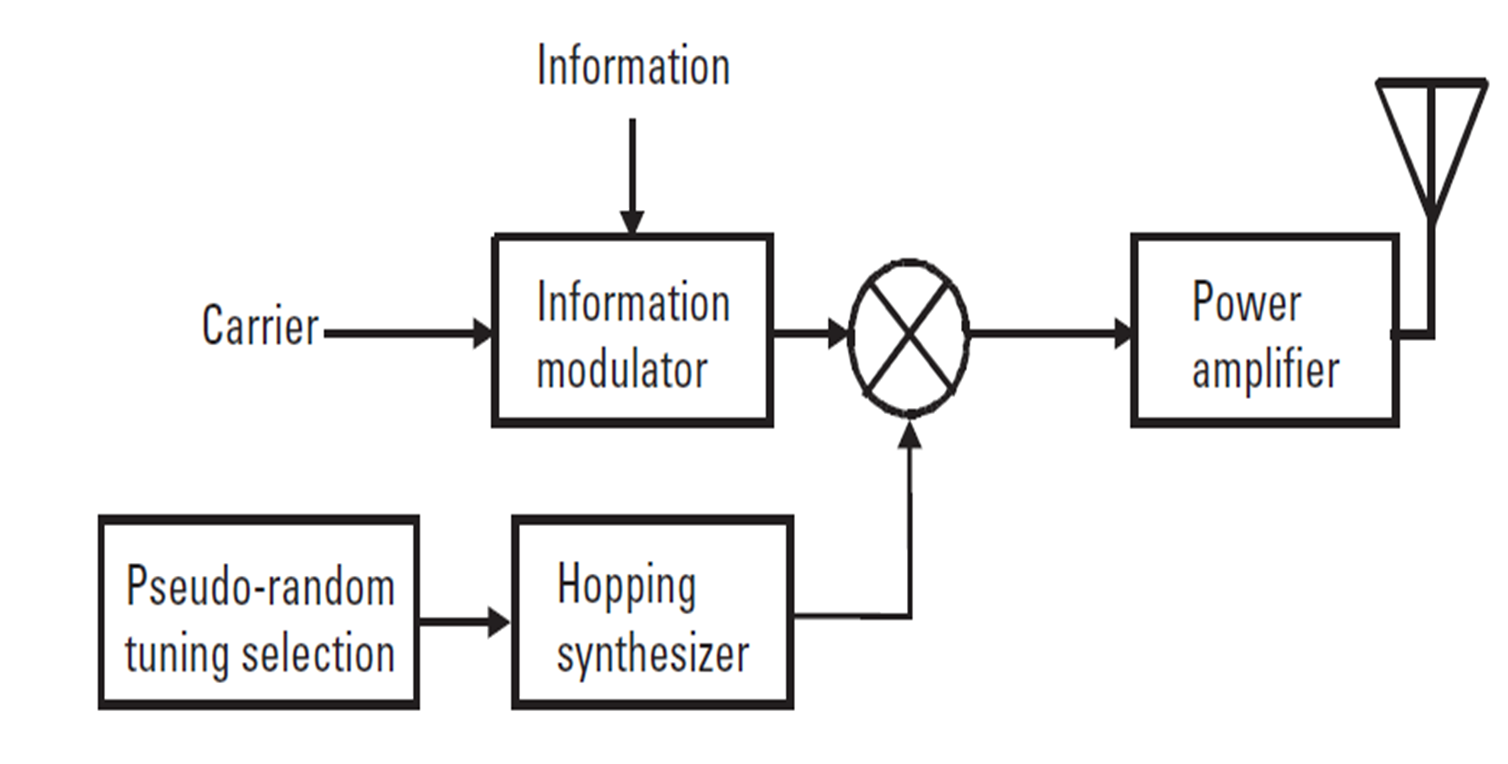 Information
Information
modulator
Carrier
Power
amplifier
Pseudo-random
tuning selection
Hopping
synthesizer